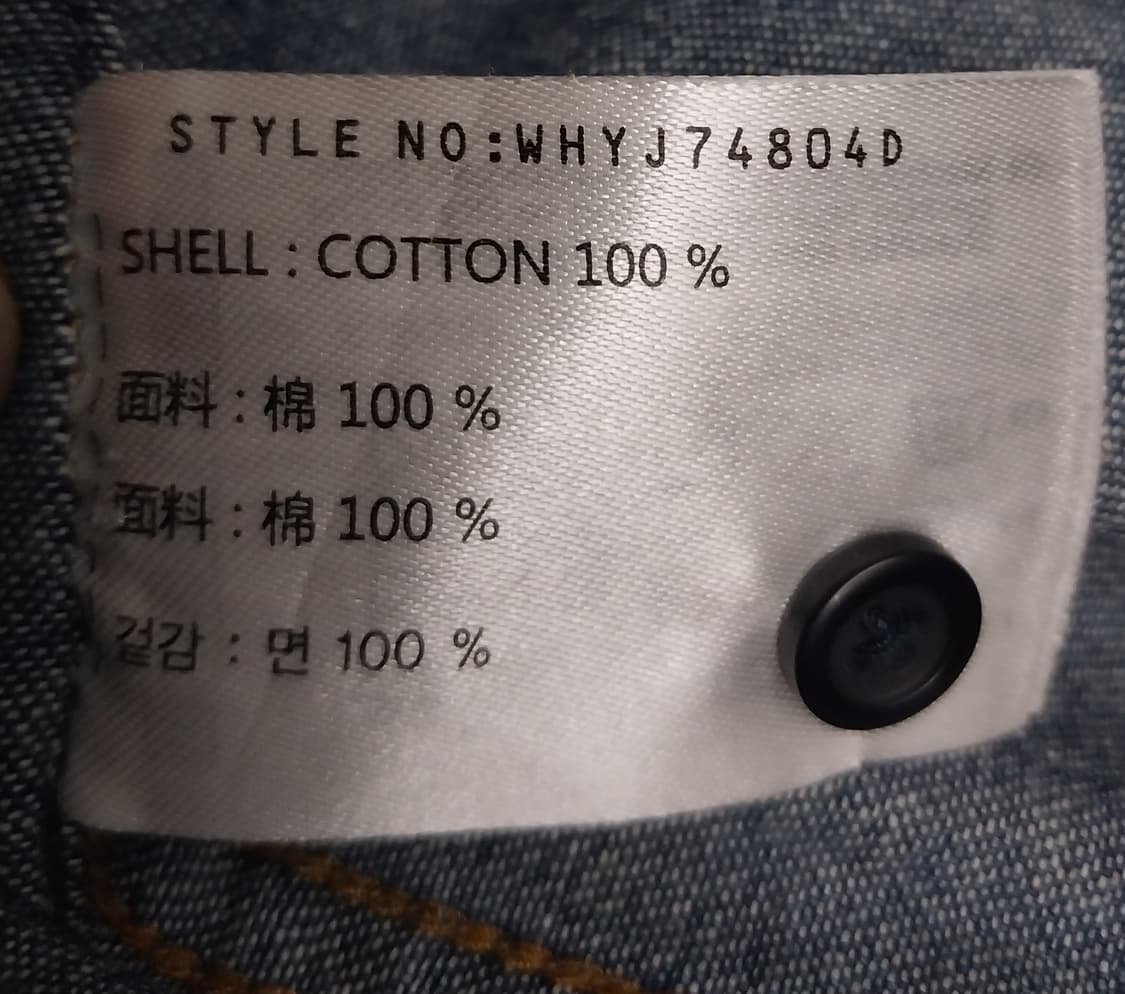 STYLE NO:WHYJ74804D
SHELL : COTTON 100 %
面料 : 棉 100 %
面料 : 棉 100 %
겉감 : 면 100 %